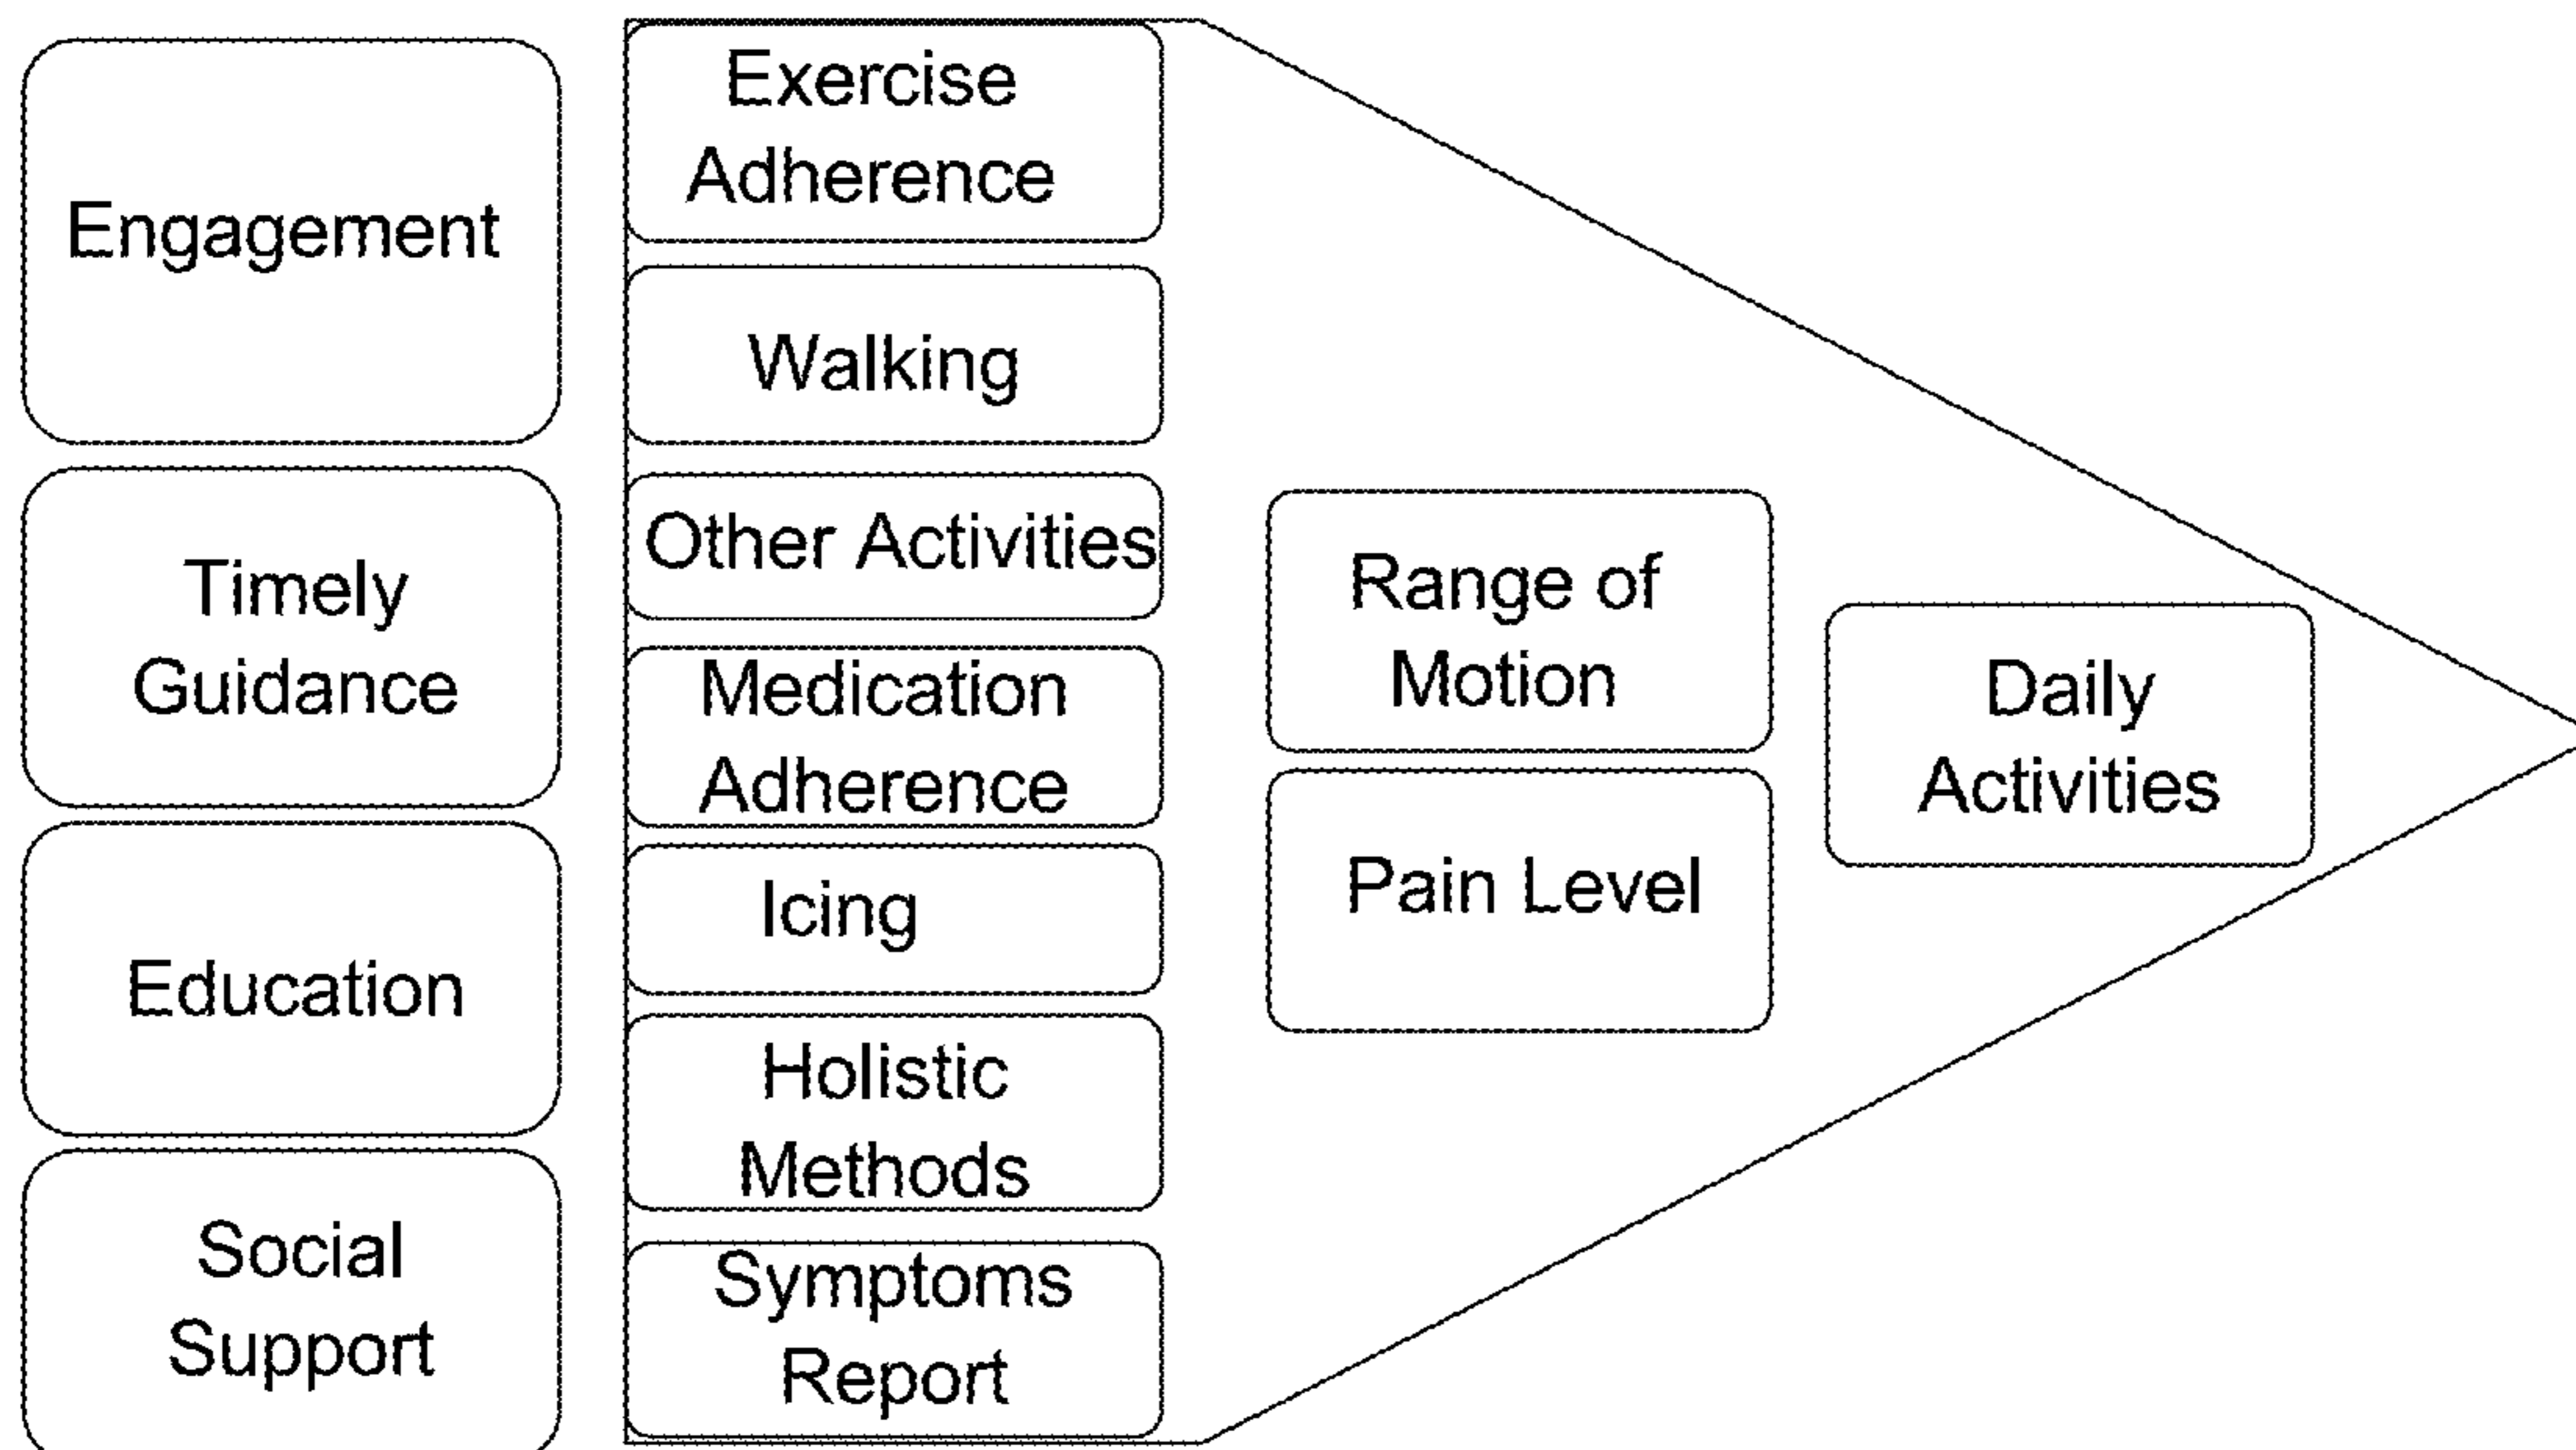 Engagement
Timely
Guidance
Education
Social
Support
Exercise
Adherence
Walking
Other Activities
Medication
Adherence
Icing
Holistic
Methods
Symptoms
Report
Range of
Motion
Pain Level
Daily
Activities